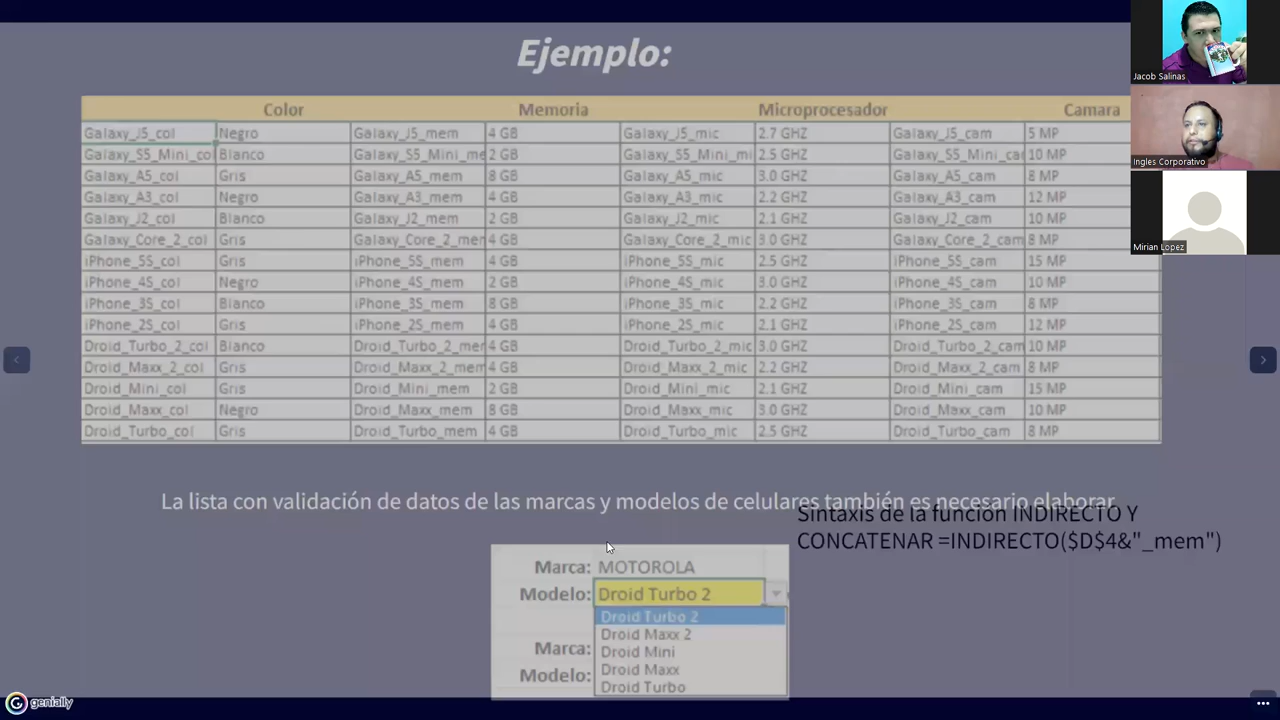 Ejemplo:
Color Memoria Microprocesador Camara
Galaxy_J5_col Negro Galaxy_J5_mem 4 GB Galaxy_J5_mic 2.7 GHZ Galaxy_J5_cam 5 MP
Galaxy_S5_Mini_co Blanco Galaxy_S5_Mini_me 2 GB Galaxy_S5_Mini_mi 2.5 GHZ Galaxy_S5_Mini_ca 10 MP
Galaxy_A5_col Gris Galaxy_A5_mem 8 GB Galaxy_A5_mic 3.0 GHZ Galaxy_A5_cam 8 MP
Galaxy_A3_col Negro Galaxy_A3_mem 4 GB Galaxy_A3_mic 2.2 GHZ Galaxy_A3_cam 12 MP
Galaxy_J2_col Blanco Galaxy_J2_mem 2 GB Galaxy_J2_mic 2.1 GHZ Galaxy_J2_cam 10 MP
Galaxy_Core_2_col Gris Galaxy_Core_2_mer 4 GB Galaxy_Core_2_mic 3.0 GHZ Galaxy_Core_2_cam 8 MP
iPhone_5S_col Gris iPhone_5S_mem 4 GB iPhone_5S_mic 2.5 GHZ iPhone_5S_cam 15 MP
iPhone_4S_col Negro iPhone_4S_mem 2 GB iPhone_4S_mic 3.0 GHZ iPhone_4S_cam 10 MP
iPhone_3S_col Blanco iPhone_3S_mem 8 GB iPhone_3S_mic 2.2 GHZ iPhone_3S_cam 8 MP
iPhone_2S_col Gris iPhone_2S_mem 4 GB iPhone_2S_mic 2.1 GHZ iPhone_2S_cam 12 MP
Droid_Turbo_2_col Blanco Droid_Turbo_2_mer 4 GB Droid_Turbo_2_mic 3.0 GHZ Droid_Turbo_2_cam 10 MP
Droid_Maxx_2_col Gris Droid_Maxx_2_mem 4 GB Droid_Maxx_2_mic 2.2 GHZ Droid_Maxx_2_cam 8 MP
Droid_Mini_col Gris Droid_Mini_mem 2 GB Droid_Mini_mic 2.1 GHZ Droid_Mini_cam 15 MP
Droid_Maxx_col Negro Droid_Maxx_mem 8 GB Droid_Maxx_mic 3.0 GHZ Droid_Maxx_cam 10 MP
Droid_Turbo_col Gris Droid_Turbo_mem 4 GB Droid_Turbo_mic 2.5 GHZ Droid_Turbo_cam 8 MP
La lista con validación de datos de las marcas y modelos de celulares también es necesario elaborar
Sintaxis de la función INDIRECTO Y
CONCATENAR =INDIRECTO($D$4&"_mem")
Marca: MOTOROLA
Modelo: Droid Turbo 2
Droid Turbo 2
Droid Maxx 2
Marca: Droid Mini
Droid Maxx
Modelo: Droid Turbo
Jacob Salinas
Ingles Corporativo
Mirian Lopez
genially